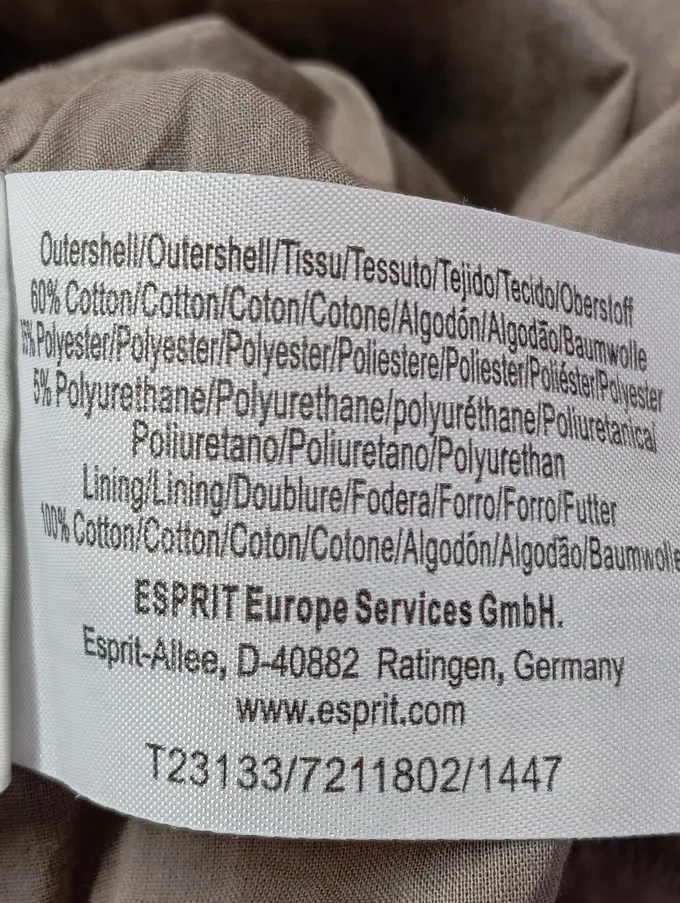 Outershell/Outershell/Tissu/Tessuto/Tejido/Tecido/Oberstoff
60% Cotton/Cotton/Coton/Cotone/Algodón/Algodão/Baumwolle
Polyester/Polyester/Polyester/Poliestere/Poliester/Poliéster/Polyester
5% Polyurethane/Polyurethane/polyuréthane/Poliuretanical
Poliuretano/Poliuretano/Polyurethan
Lining/Lining/Doublure/Fodera/Forro/Forro/Futter
100% Cotton/Cotton/Coton/Cotone/Algodón/Algodão/Baumwolle
ESPRIT Europe Services GmbH.
Esprit-Allee, D-40882 Ratingen, Germany
www.esprit.com
T23133/7211802/1447